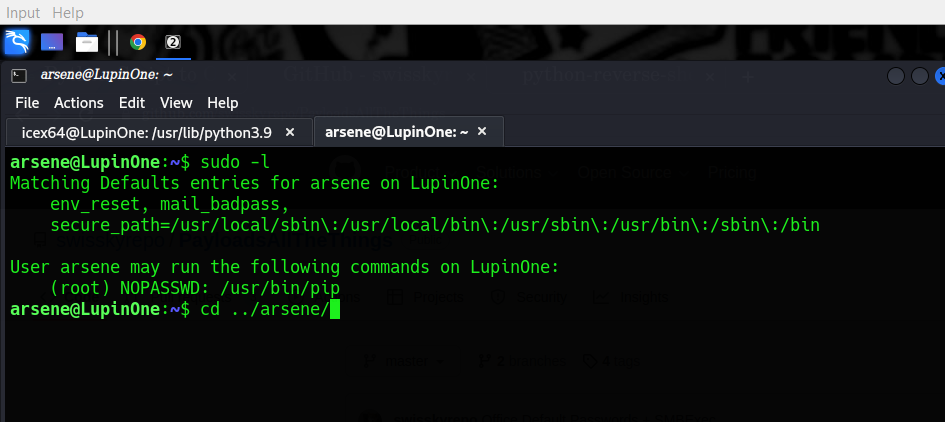 Input Help
2
arsene@LupinOne: ~
File Actions Edit View Help
icex64@LupinOne: /usr/lib/python3.9 × arsene@LupinOne: ~ ×
arsene@LupinOne:~$ sudo -l
Matching Defaults entries for arsene on LupinOne:
env_reset, mail_badpass,
secure_path=/usr/local/sbin\:/usr/local/bin\:/usr/sbin\:/usr/bin\:/sbin\:/bin
User arsene may run the following commands on LupinOne:
(root) NOPASSWD: /usr/bin/pip
arsene@LupinOne:~$ cd ../arsene/